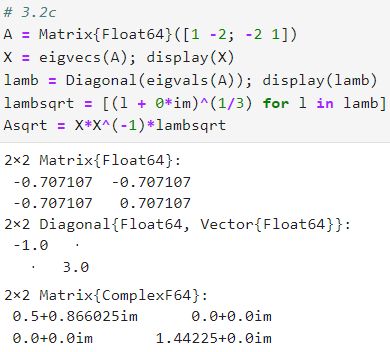 # 3.2c
A = Matrix{Float64}([1 -2; -2 1])
X = eigvecs(A); display(X)
lamb = Diagonal(eigvals(A)); display(lamb)
lambsqrt = [(l + 0*im)^(1/3) for l in lamb]
Asqrt = X*X^(-1)*lambsqrt
2×2 Matrix{Float64}:
-0.707107 -0.707107
-0.707107 0.707107
2×2 Diagonal{Float64, Vector{Float64}}:
-1.0 ⋅
⋅ 3.0
2×2 Matrix{ComplexF64}:
0.5+0.866025im 0.0+0.0im
0.0+0.0im 1.44225+0.0im